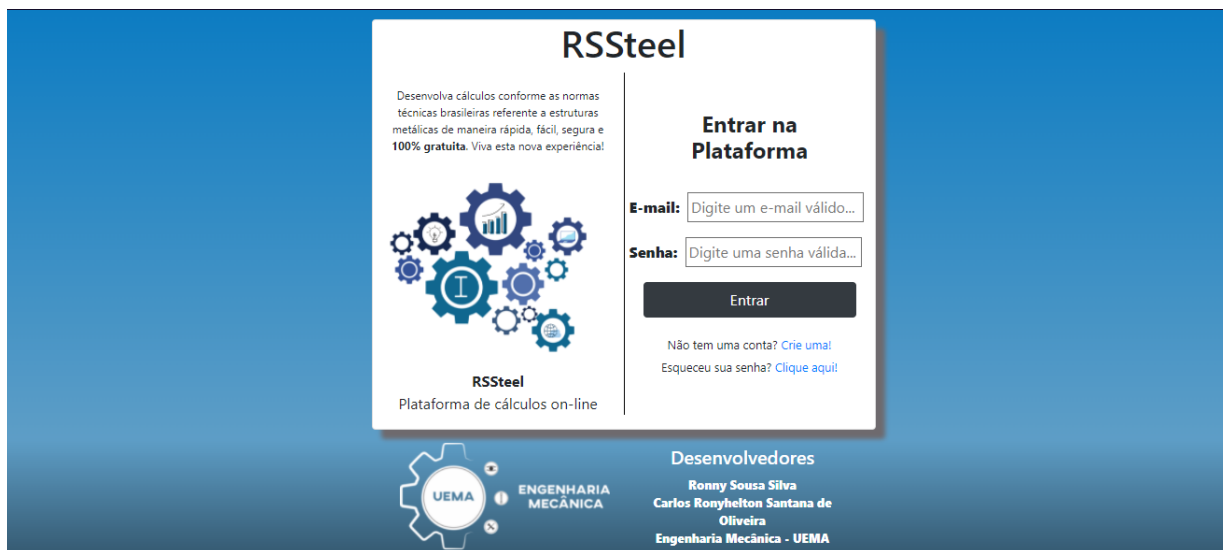 RSSteel
Desenvolva cálculos conforme as normas
técnicas brasileiras referente a estruturas
metálicas de maneira rápida, fácil, segura e
100% gratuita. Viva esta nova experiência!
RSSteel
Plataforma de cálculos on-line
Entrar na
Plataforma
E-mail: Digite um e-mail válido...
Senha: Digite uma senha válida...
Entrar
Não tem uma conta? Crie uma!
Esqueceu sua senha? Clique aqui!
UEMA
ENGENHARIA
MECÂNICA
Desenvolvedores
Ronny Sousa Silva
Carlos Ronyhelton Santana de
Oliveira
Engenharia Mecânica - UEMA